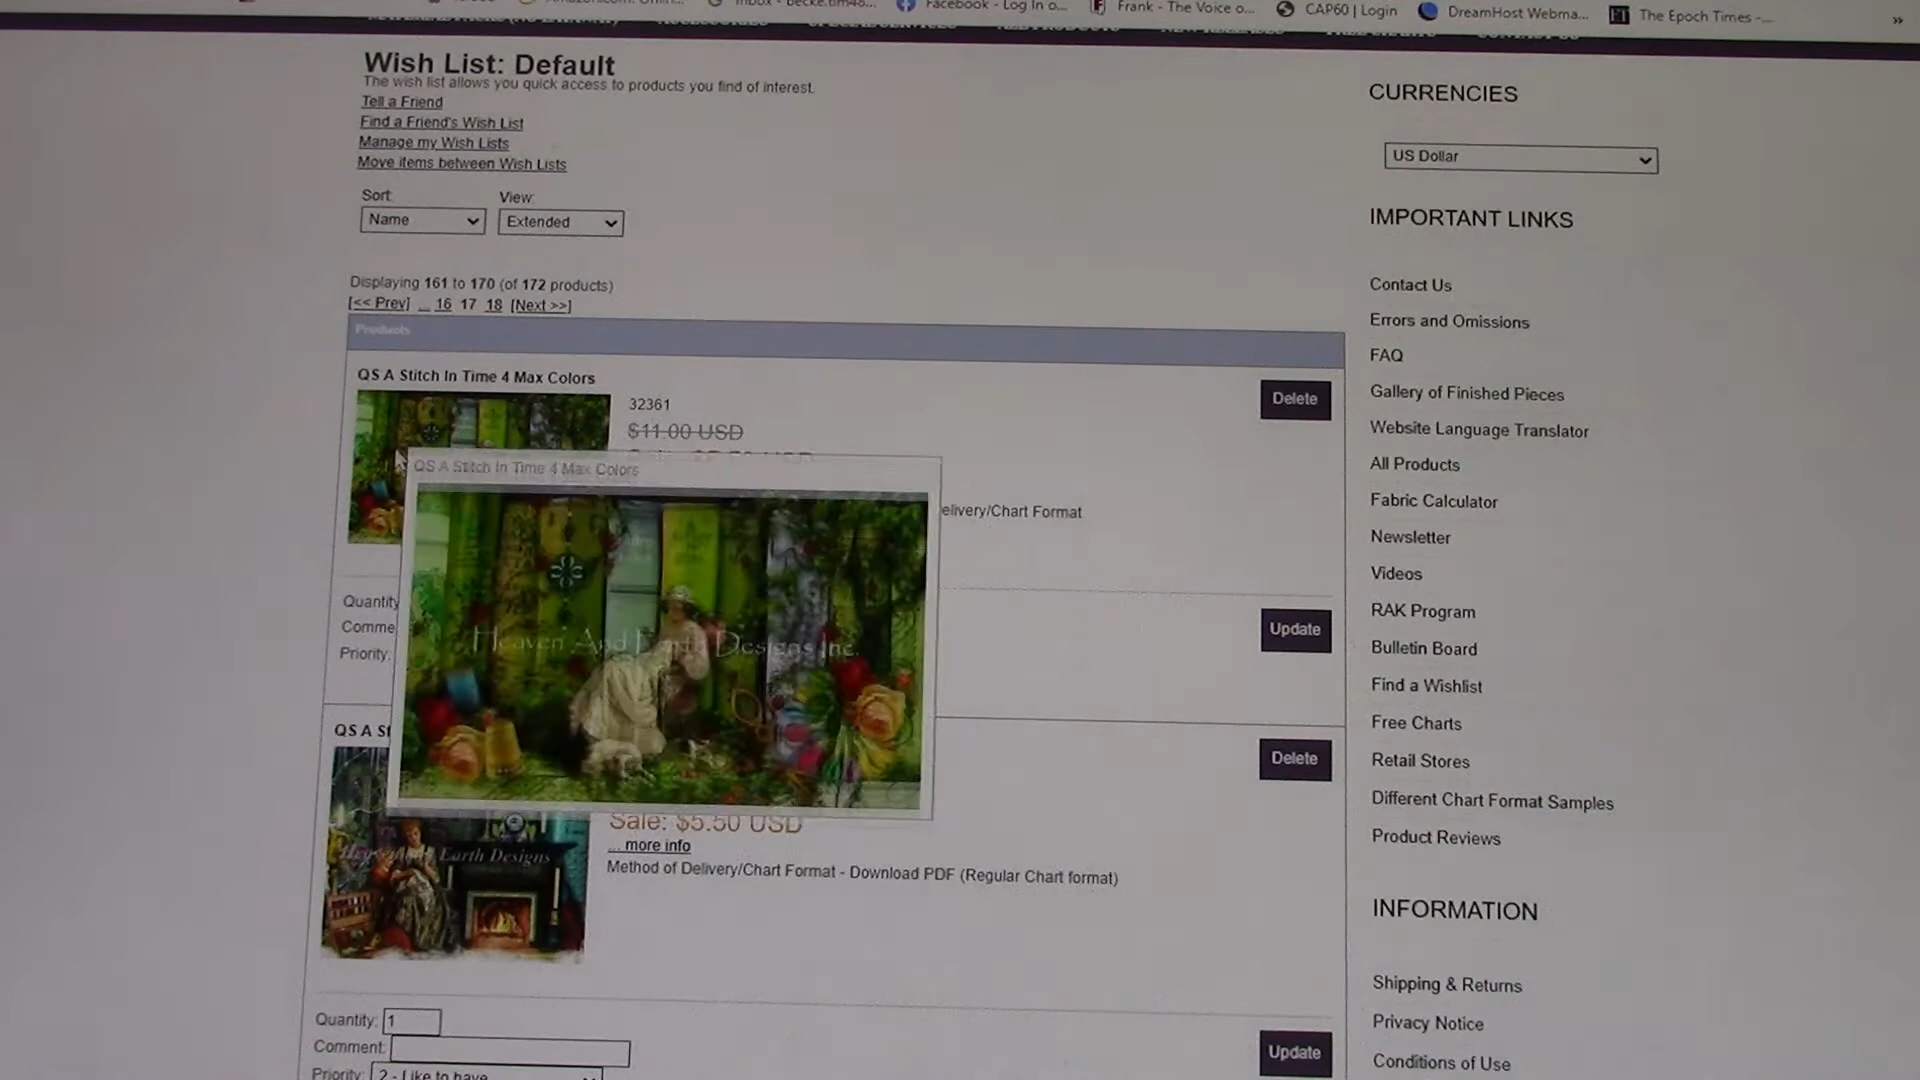 Facebook - Log In o...
Frank - The Voice o...
CAP60 | Login
DreamHost Webma...
The Epoch Times -...
»
Wish List: Default
The wish list allows you quick access to products you find of interest.
Tell a Friend
Find a Friend's Wish List
Manage my Wish Lists
Move items between Wish Lists
Sort:
View:
Name
Extended
Displaying 161 to 170 (of 172 products)
[<< Prev] ... 16 17 18 [Next >>]
Products
QS A Stitch In Time 4 Max Colors
32361
$11.00 USD
Delete
QS A Stitch In Time 4 Max Colors
elivery/Chart Format
Heaven And Earth Designs Inc.
Quantity
Comme
Priority:
Update
QS A St
Delete
Sale: $5.50 USD
... more info
Method of Delivery/Chart Format - Download PDF (Regular Chart format)
Earth Designs
Quantity: 1
Comment:
Priority: 2 - Like to have
Update
CURRENCIES
US Dollar
IMPORTANT LINKS
Contact Us
Errors and Omissions
FAQ
Gallery of Finished Pieces
Website Language Translator
All Products
Fabric Calculator
Newsletter
Videos
RAK Program
Bulletin Board
Find a Wishlist
Free Charts
Retail Stores
Different Chart Format Samples
Product Reviews
INFORMATION
Shipping & Returns
Privacy Notice
Conditions of Use